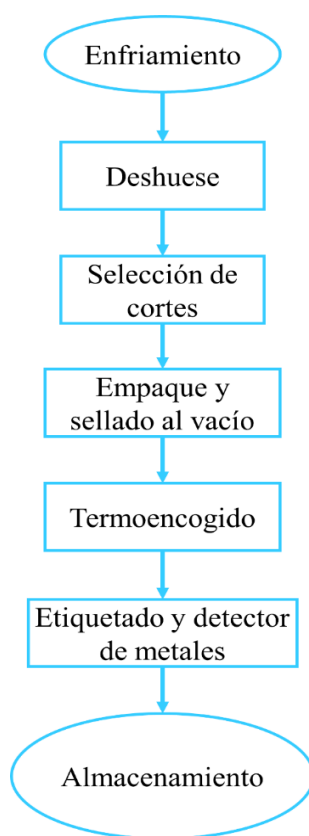 Enfriamiento
Deshuese
Selección de
cortes
Empaque y
sellado al vacío
Termoencogido
Etiquetado y detector
de metales
Almacenamiento